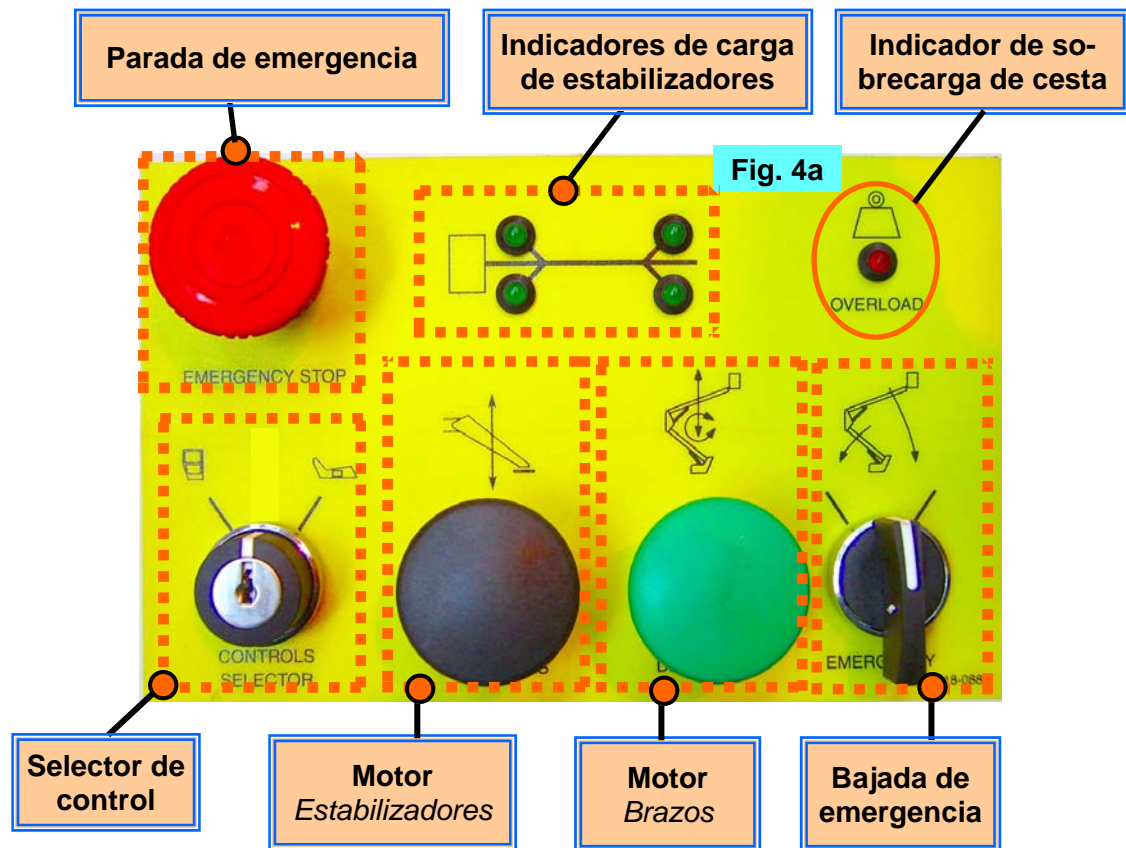 Parada de emergencia
Indicadores de carga
de estabilizadores
Indicador de so-
brecarga de cesta
Fig. 4a
OVERLOAD
EMERGENCY STOP
CONTROLS
SELECTOR
EMERGENCY
Selector de
control
Motor
Estabilizadores
Motor
Brazos
Bajada de
emergencia